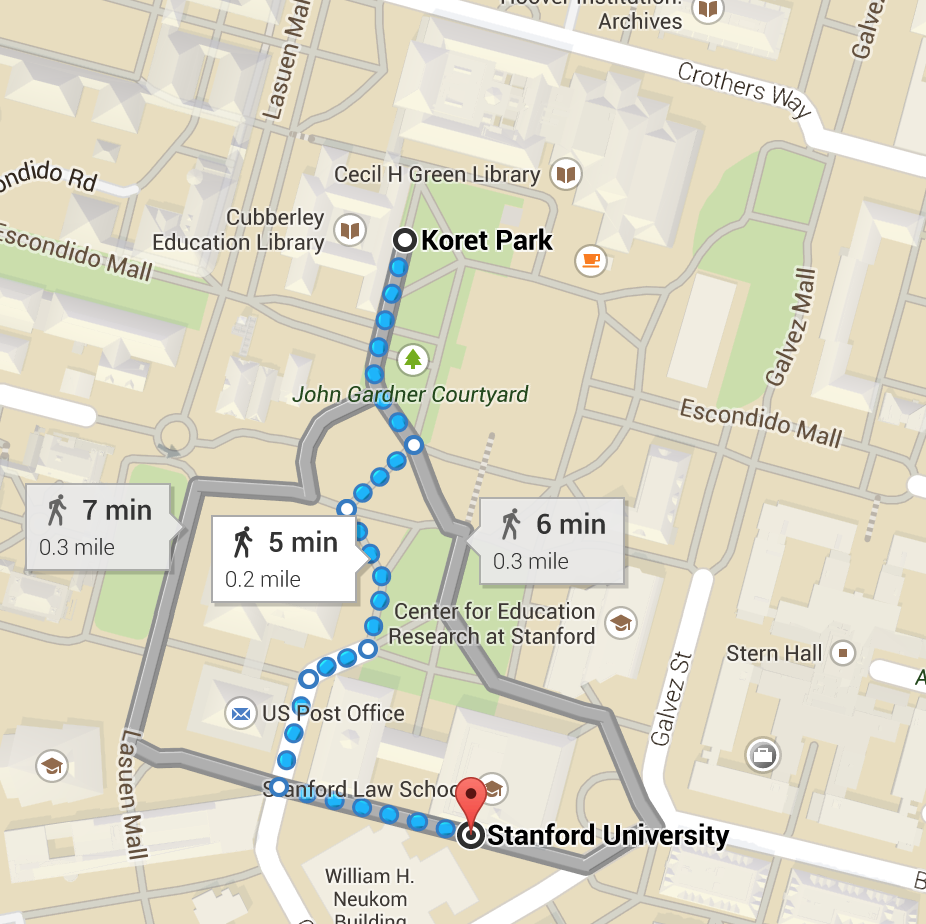 Hoover Institution:
Archives
Lasuen Mall
Galvez
Crothers Way
Cecil H Green Library
ondido Rd
Cubberley
Education Library
Koret Park
Escondido Mall
Galvez Mall
John Gardner Courtyard
Escondido Mall
7 min
0.3 mile
5 min
0.2 mile
6 min
0.3 mile
Center for Education
Research at Stanford
Stern Hall
A
Galvez St
US Post Office
Lasuen Mall
Stanford Law School
Stanford University
William H.
Neukom
Building
B